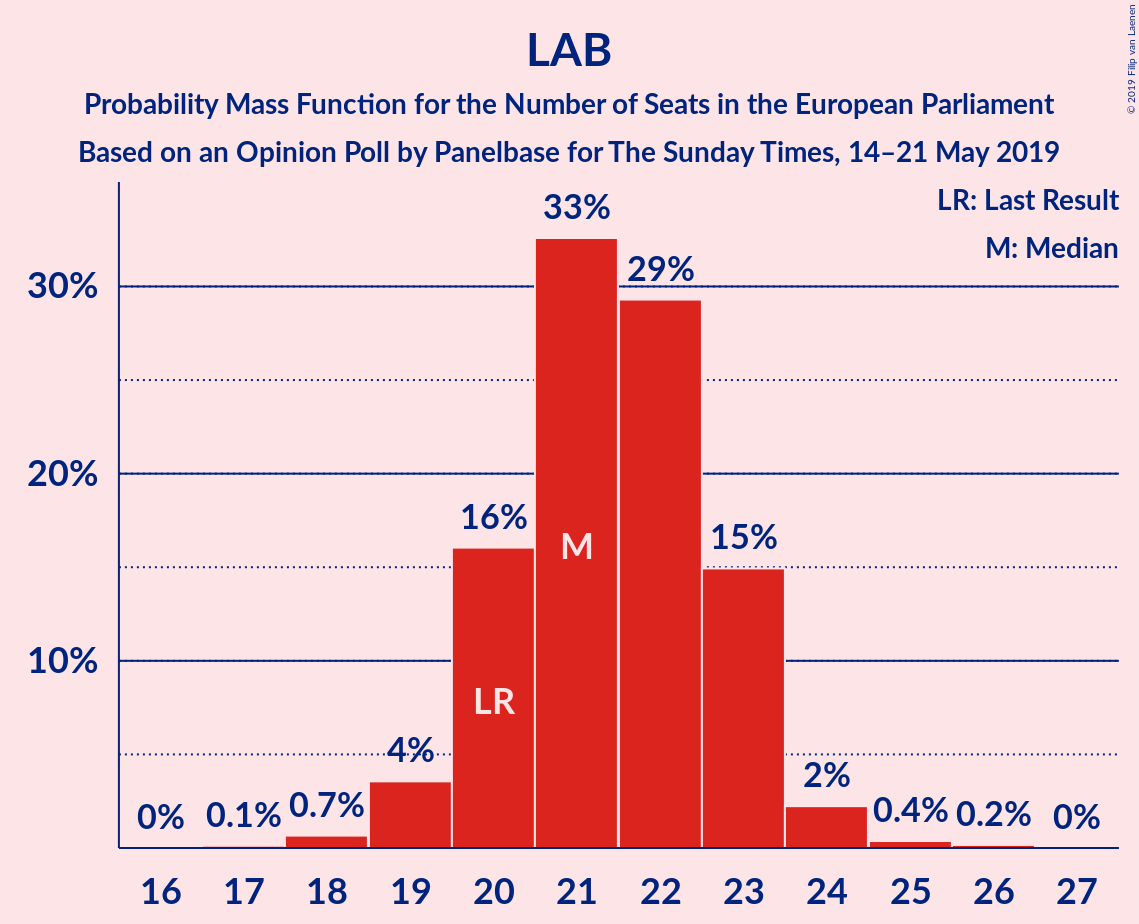 LAB
Probability Mass Function for the Number of Seats in the European Parliament
Based on an Opinion Poll by Panelbase for The Sunday Times, 14–21 May 2019
© 2019 Filip van Laenen
LR: Last Result
M: Median
33%
29%
30%
20%
16%
15%
M
10%
LR
4%
2%
0%
0.1%
0.7%
0.4%
0.2%
0%
16 17 18 19 20 21 22 23 24 25 26 27